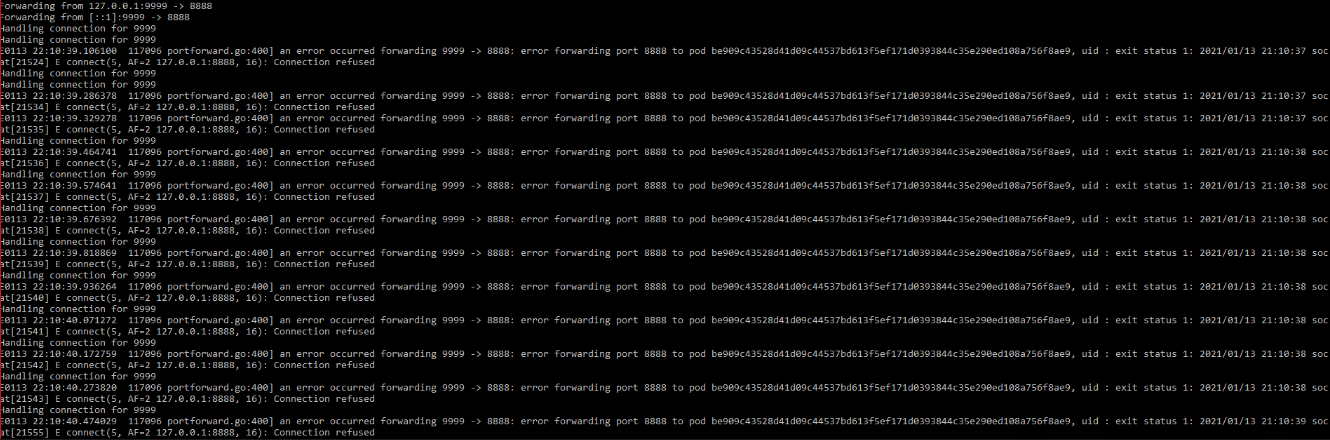 Forwarding from 127.0.0.1:9999 -> 8888
Forwarding from [::1]:9999 -> 8888
Handling connection for 9999
Handling connection for 9999
E0113 22:10:39.106100  117096 portforward.go:400] an error occurred forwarding 9999 -> 8888: error forwarding port 8888 to pod be909c43528d41d09c44537bd613f5ef171d0393844c35e290ed108a756f8ae9, uid : exit status 1: 2021/01/13 21:10:37 soc
at[21524] E connect(5, AF=2 127.0.0.1:8888, 16): Connection refused
Handling connection for 9999
Handling connection for 9999
E0113 22:10:39.286378  117096 portforward.go:400] an error occurred forwarding 9999 -> 8888: error forwarding port 8888 to pod be909c43528d41d09c44537bd613f5ef171d0393844c35e290ed108a756f8ae9, uid : exit status 1: 2021/01/13 21:10:37 soc
at[21534] E connect(5, AF=2 127.0.0.1:8888, 16): Connection refused
E0113 22:10:39.329278  117096 portforward.go:400] an error occurred forwarding 9999 -> 8888: error forwarding port 8888 to pod be909c43528d41d09c44537bd613f5ef171d0393844c35e290ed108a756f8ae9, uid : exit status 1: 2021/01/13 21:10:37 soc
at[21535] E connect(5, AF=2 127.0.0.1:8888, 16): Connection refused
Handling connection for 9999
E0113 22:10:39.464741  117096 portforward.go:400] an error occurred forwarding 9999 -> 8888: error forwarding port 8888 to pod be909c43528d41d09c44537bd613f5ef171d0393844c35e290ed108a756f8ae9, uid : exit status 1: 2021/01/13 21:10:38 soc
at[21536] E connect(5, AF=2 127.0.0.1:8888, 16): Connection refused
Handling connection for 9999
E0113 22:10:39.574641  117096 portforward.go:400] an error occurred forwarding 9999 -> 8888: error forwarding port 8888 to pod be909c43528d41d09c44537bd613f5ef171d0393844c35e290ed108a756f8ae9, uid : exit status 1: 2021/01/13 21:10:38 soc
at[21537] E connect(5, AF=2 127.0.0.1:8888, 16): Connection refused
Handling connection for 9999
E0113 22:10:39.676392  117096 portforward.go:400] an error occurred forwarding 9999 -> 8888: error forwarding port 8888 to pod be909c43528d41d09c44537bd613f5ef171d0393844c35e290ed108a756f8ae9, uid : exit status 1: 2021/01/13 21:10:38 soc
at[21538] E connect(5, AF=2 127.0.0.1:8888, 16): Connection refused
Handling connection for 9999
E0113 22:10:39.818869  117096 portforward.go:400] an error occurred forwarding 9999 -> 8888: error forwarding port 8888 to pod be909c43528d41d09c44537bd613f5ef171d0393844c35e290ed108a756f8ae9, uid : exit status 1: 2021/01/13 21:10:38 soc
at[21539] E connect(5, AF=2 127.0.0.1:8888, 16): Connection refused
Handling connection for 9999
E0113 22:10:39.936264  117096 portforward.go:400] an error occurred forwarding 9999 -> 8888: error forwarding port 8888 to pod be909c43528d41d09c44537bd613f5ef171d0393844c35e290ed108a756f8ae9, uid : exit status 1: 2021/01/13 21:10:38 soc
at[21540] E connect(5, AF=2 127.0.0.1:8888, 16): Connection refused
Handling connection for 9999
E0113 22:10:40.071272  117096 portforward.go:400] an error occurred forwarding 9999 -> 8888: error forwarding port 8888 to pod be909c43528d41d09c44537bd613f5ef171d0393844c35e290ed108a756f8ae9, uid : exit status 1: 2021/01/13 21:10:38 soc
at[21541] E connect(5, AF=2 127.0.0.1:8888, 16): Connection refused
Handling connection for 9999
E0113 22:10:40.172759  117096 portforward.go:400] an error occurred forwarding 9999 -> 8888: error forwarding port 8888 to pod be909c43528d41d09c44537bd613f5ef171d0393844c35e290ed108a756f8ae9, uid : exit status 1: 2021/01/13 21:10:38 soc
at[21542] E connect(5, AF=2 127.0.0.1:8888, 16): Connection refused
Handling connection for 9999
E0113 22:10:40.273820  117096 portforward.go:400] an error occurred forwarding 9999 -> 8888: error forwarding port 8888 to pod be909c43528d41d09c44537bd613f5ef171d0393844c35e290ed108a756f8ae9, uid : exit status 1: 2021/01/13 21:10:38 soc
at[21543] E connect(5, AF=2 127.0.0.1:8888, 16): Connection refused
Handling connection for 9999
E0113 22:10:40.474029  117096 portforward.go:400] an error occurred forwarding 9999 -> 8888: error forwarding port 8888 to pod be909c43528d41d09c44537bd613f5ef171d0393844c35e290ed108a756f8ae9, uid : exit status 1: 2021/01/13 21:10:39 soc
at[21555] E connect(5, AF=2 127.0.0.1:8888, 16): Connection refused